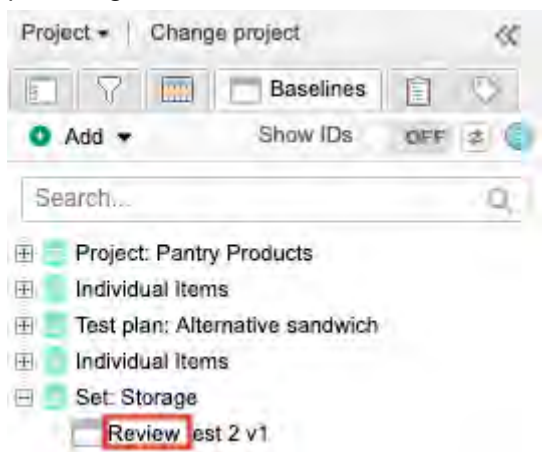 Project Change project
Baselines
Add Show IDs OFF
Search...
Project: Pantry Products
Individual Items
Test plan: Alternative sandwich
Individual Items
Set: Storage
Review est 2 v1